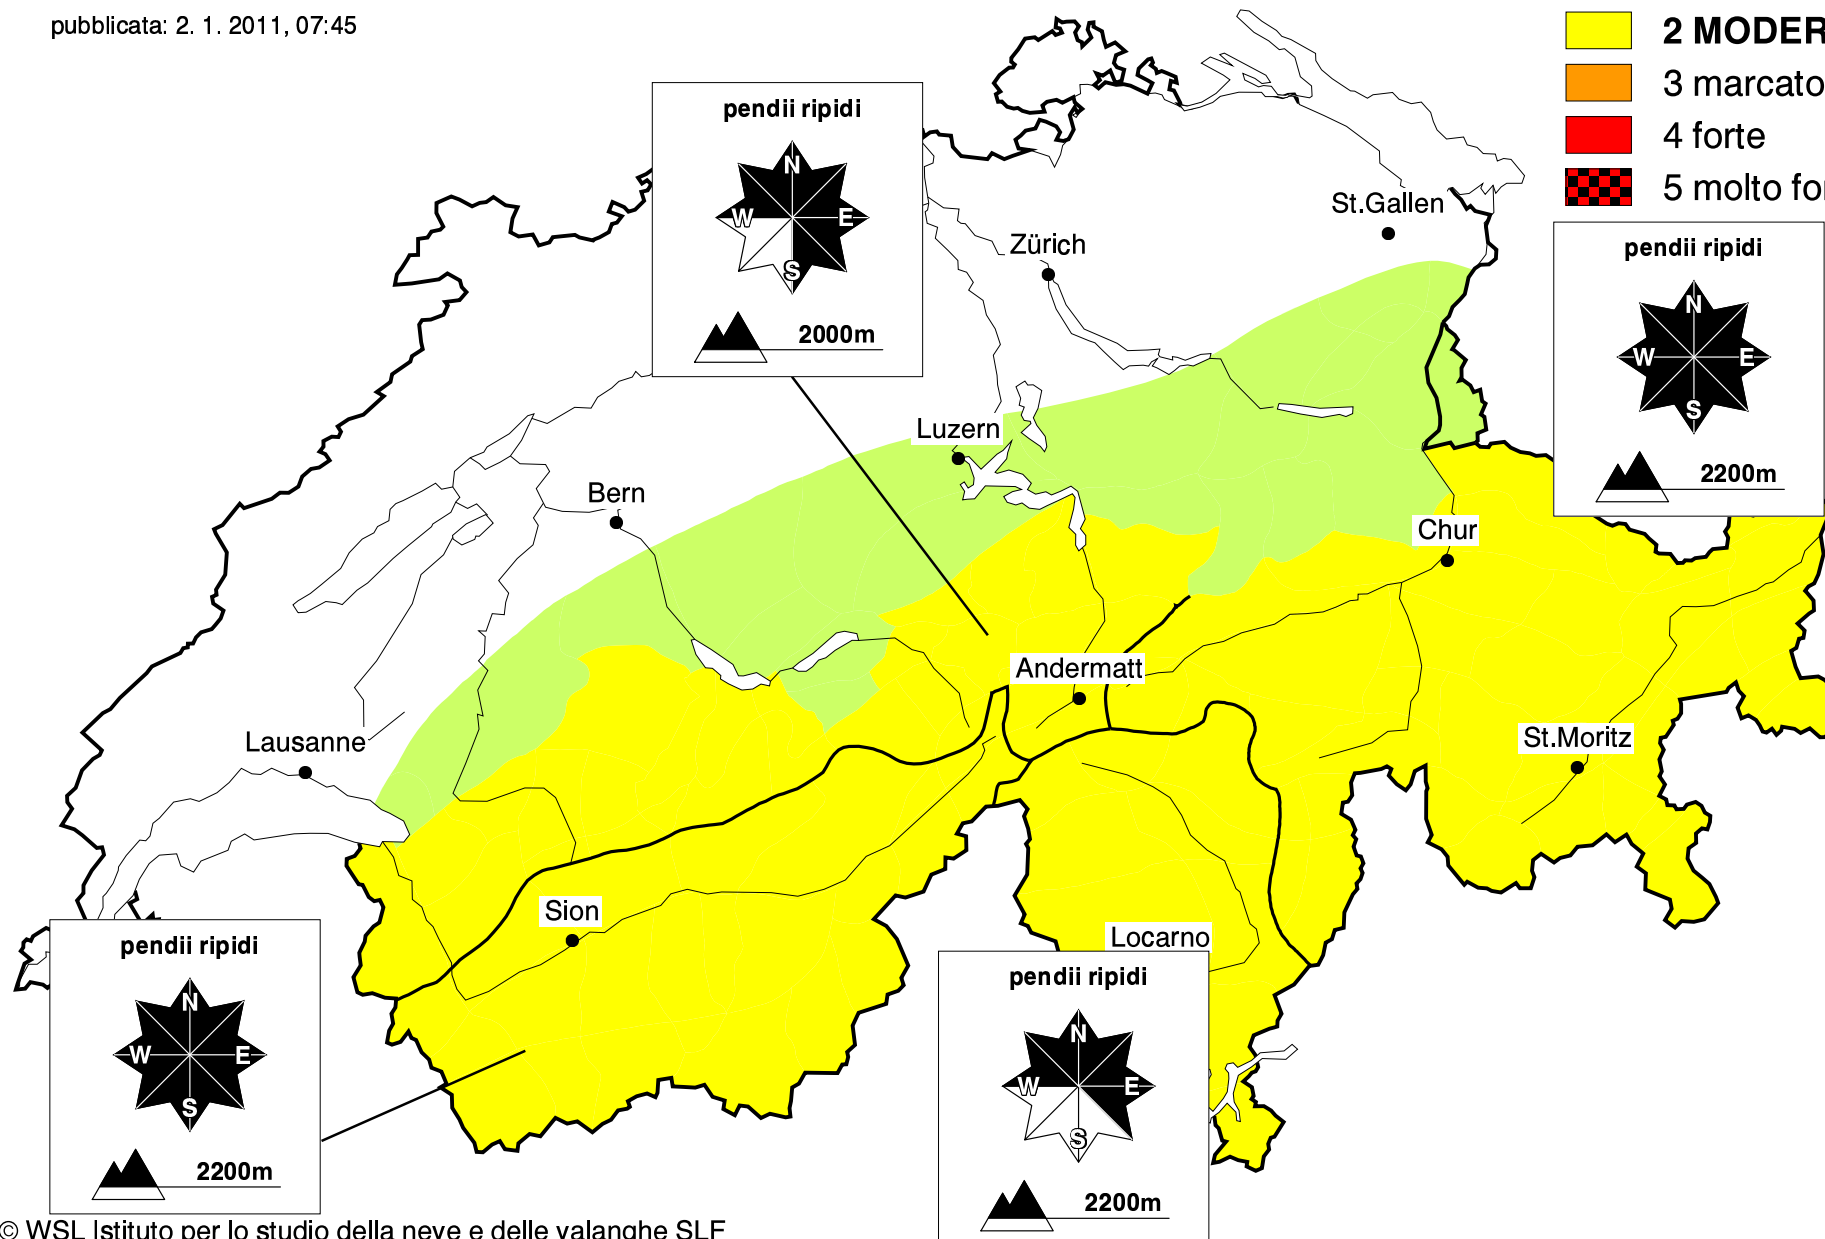 pubblicata: 2. 1. 2011, 07:45
2 MODER
3 marcato
4 forte
5 molto for
pendii ripidi
N
W E
S
2000m
St.Gallen
Zürich
pendii ripidi
N
W E
S
2200m
Luzern
Bern
Chur
Andermatt
St.Moritz
Lausanne
Sion
Locarno
pendii ripidi
N
W E
S
2200m
pendii ripidi
N
W E
S
2200m
© WSL Istituto per lo studio della neve e delle valanghe SLF